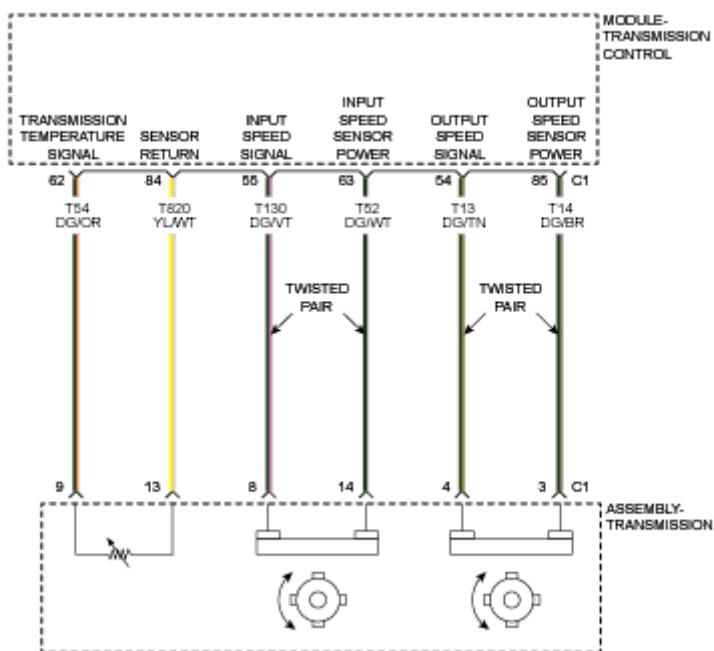 MODULE-
TRANSMISSION
CONTROL
TRANSMISSION
TEMPERATURE
SIGNAL
SENSOR
RETURN
INPUT
SPEED
SIGNAL
INPUT
SPEED
SENSOR
POWER
OUTPUT
SPEED
SIGNAL
OUTPUT
SPEED
SENSOR
POWER
62 84 55 63 54 85 C1
T54
DG/OR
T820
YL/WT
T130
DG/VT
T52
DG/WT
T13
DG/TN
T14
DG/BR
TWISTED
PAIR
TWISTED
PAIR
9 13 8 14 4 3 C1
ASSEMBLY-
TRANSMISSION